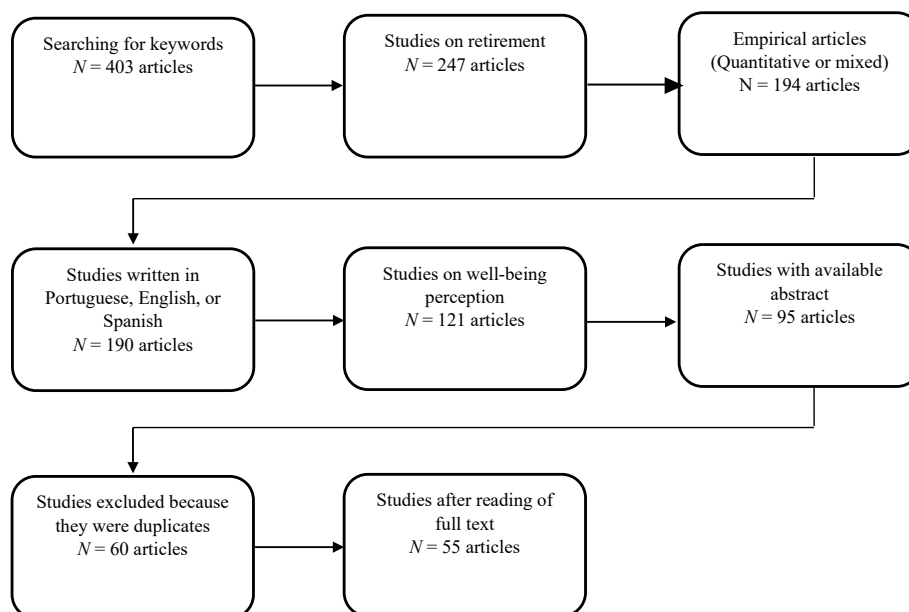 Searching for keywords
N = 403 articles
Studies on retirement
N = 247 articles
Empirical articles
(Quantitative or mixed)
N = 194 articles
Studies written in
Portuguese, English, or
Spanish
N = 190 articles
Studies on well-being
perception
N = 121 articles
Studies with available
abstract
N = 95 articles
Studies excluded because
they were duplicates
N = 60 articles
Studies after reading of
full text
N = 55 articles